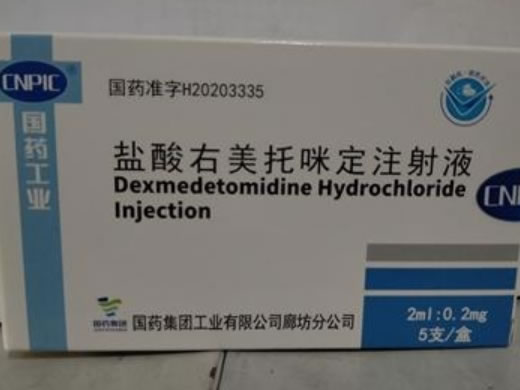 CNPIC®
国药准字H20203335
国药工业
盐酸右美托咪定注射液
Dexmedetomidine Hydrochloride
Injection
CNP
国药集团
国药集团工业有限公司廊坊分公司
2ml:0.2mg
5支/盒